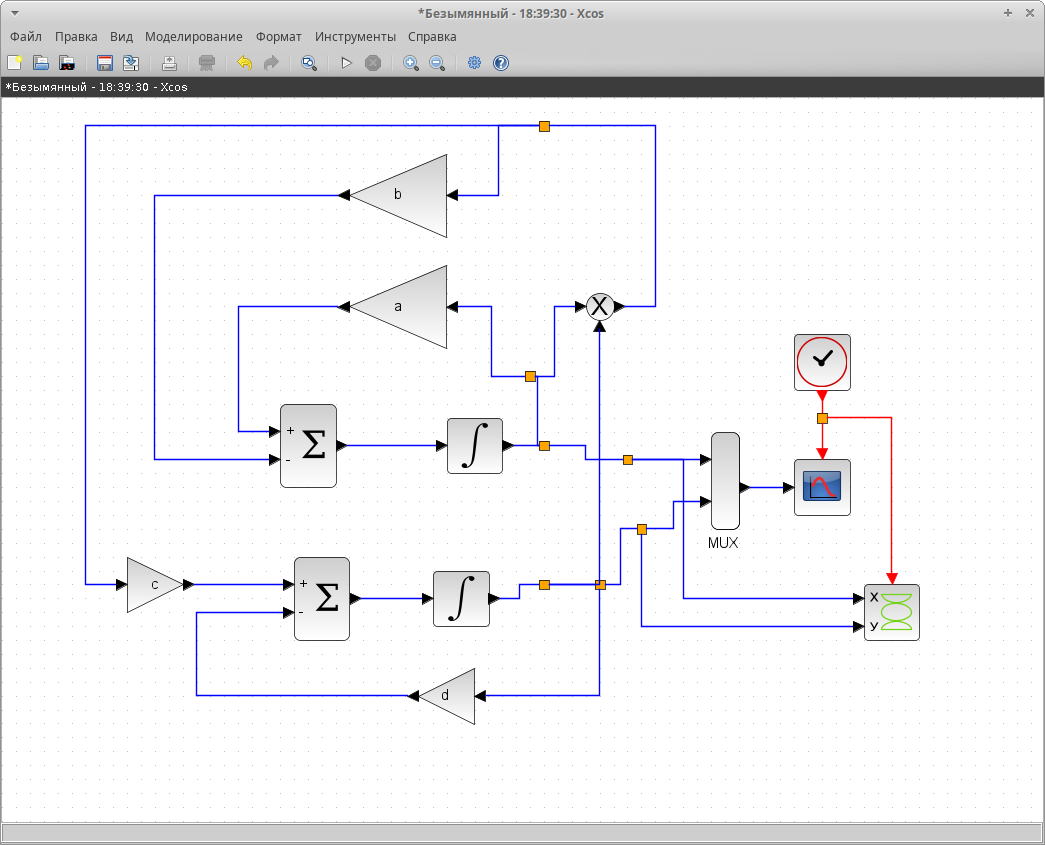 *Безымянный - 18:39:30 - Xcos
Файл Правка Вид Моделирование Формат Инструменты Справка
*Безымянный - 18:39:30 - Xcos
b
a
X
+
Σ
-
∫
MUX
c
+
Σ
-
∫
X
y
d